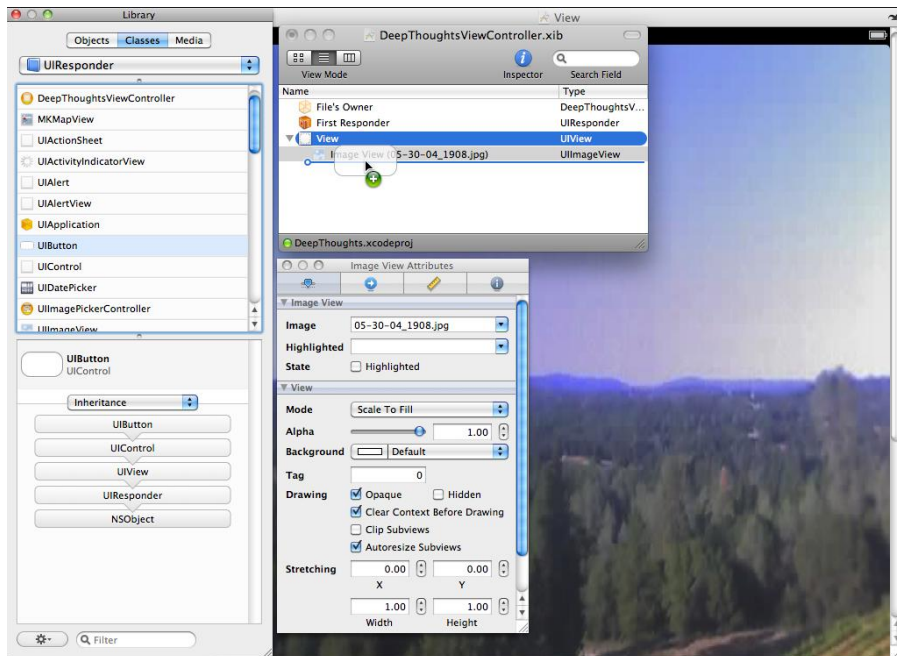 Library
Objects Classes Media
UIResponder
DeepThoughtsViewController
MKMapView
UIActionSheet
UIActivityIndicatorView
UIAlert
UIAlertView
UIApplication
UIButton
UIControl
UIDatePicker
UIImagePickerController
UIImageView
UIButton
UIControl
Inheritance
UIButton
UIControl
UIView
UIResponder
NSObject
Filter
View
DeepThoughtsViewController.xib
View Mode Inspector Search Field
Name Type
File's Owner DeepThoughtsV...
First Responder UIResponder
View UIView
Image View (05-30-04_1908.jpg) UIImageView
DeepThoughts.xcodeproj
Image View Attributes
Image View
Image 05-30-04_1908.jpg
Highlighted
State Highlighted
View
Mode Scale To Fill
Alpha 1.00
Background Default
Tag 0
Drawing Opaque Hidden
Clear Context Before Drawing
Clip Subviews
Autoresize Subviews
Stretching 0.00 0.00
X Y
1.00 1.00
Width Height